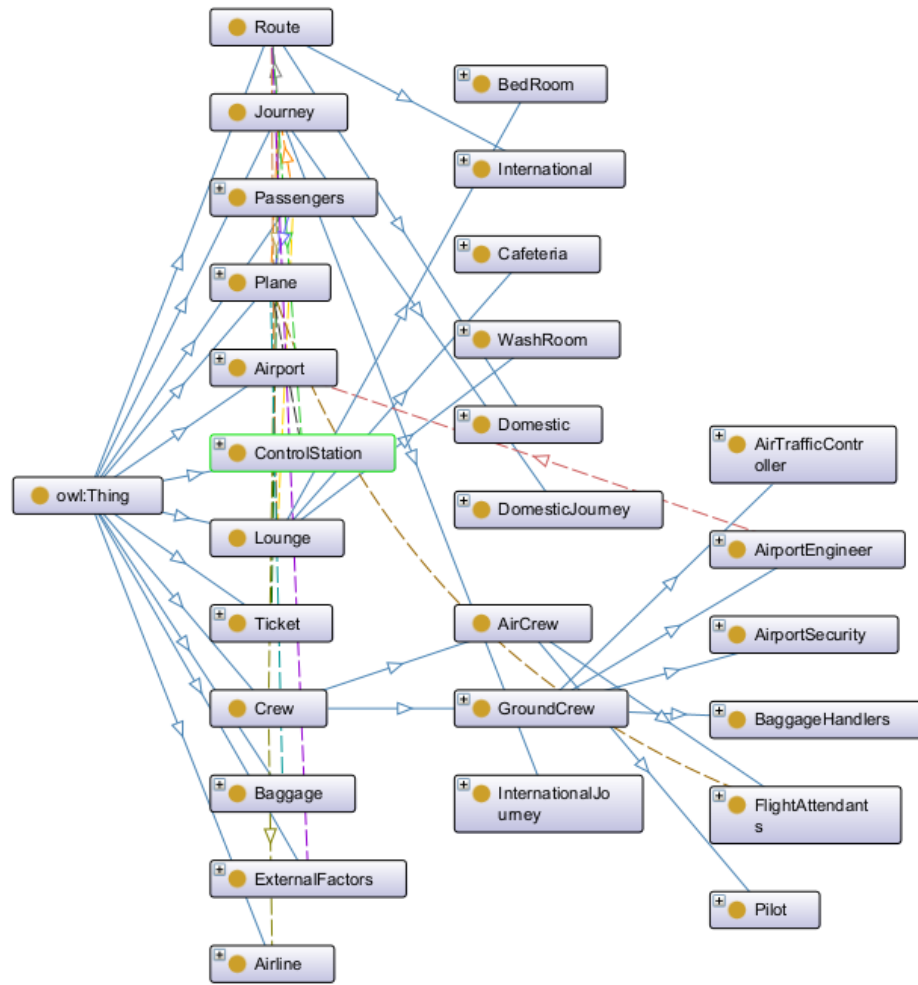 Route
Journey
Passengers
Plane
Airport
ControlStation
owl:Thing
Lounge
Ticket
Crew
Baggage
ExternalFactors
Airline
BedRoom
International
Cafeteria
WashRoom
Domestic
DomesticJourney
AirCrew
GroundCrew
InternationalJo
urney
AirTrafficContr
oller
AirportEngineer
AirportSecurity
BaggageHandlers
FlightAttendant
s
Pilot